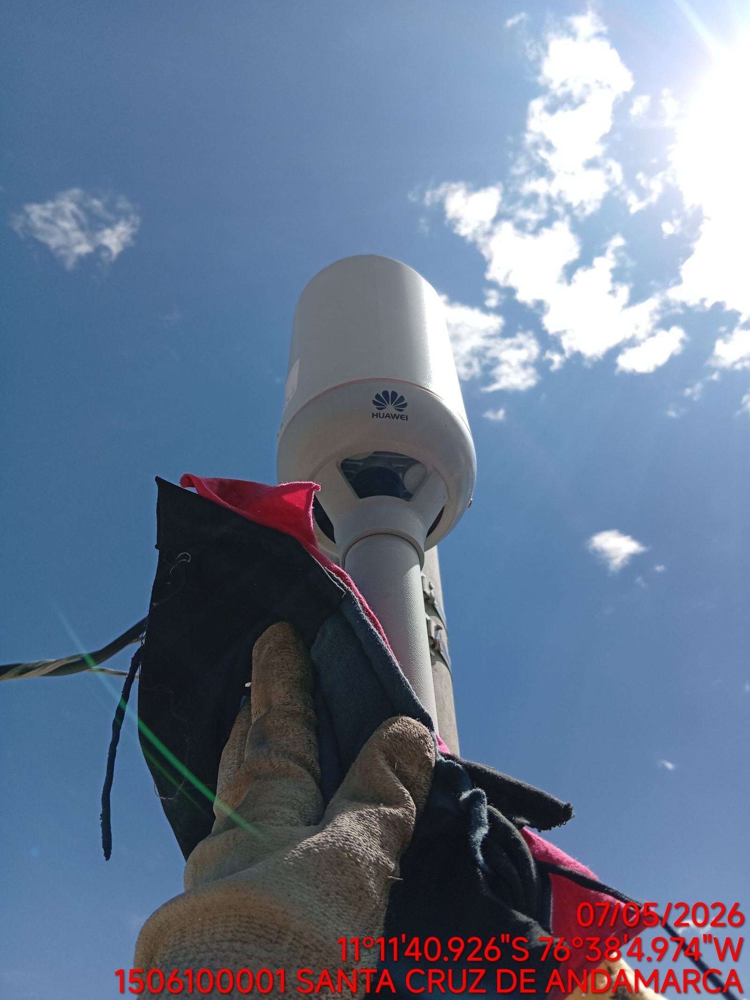 HUAWEI
07/05/2026
11°11'40.926"S 76°38'4.974"W
1506100001 SANTA CRUZ DE ANDAMARCA